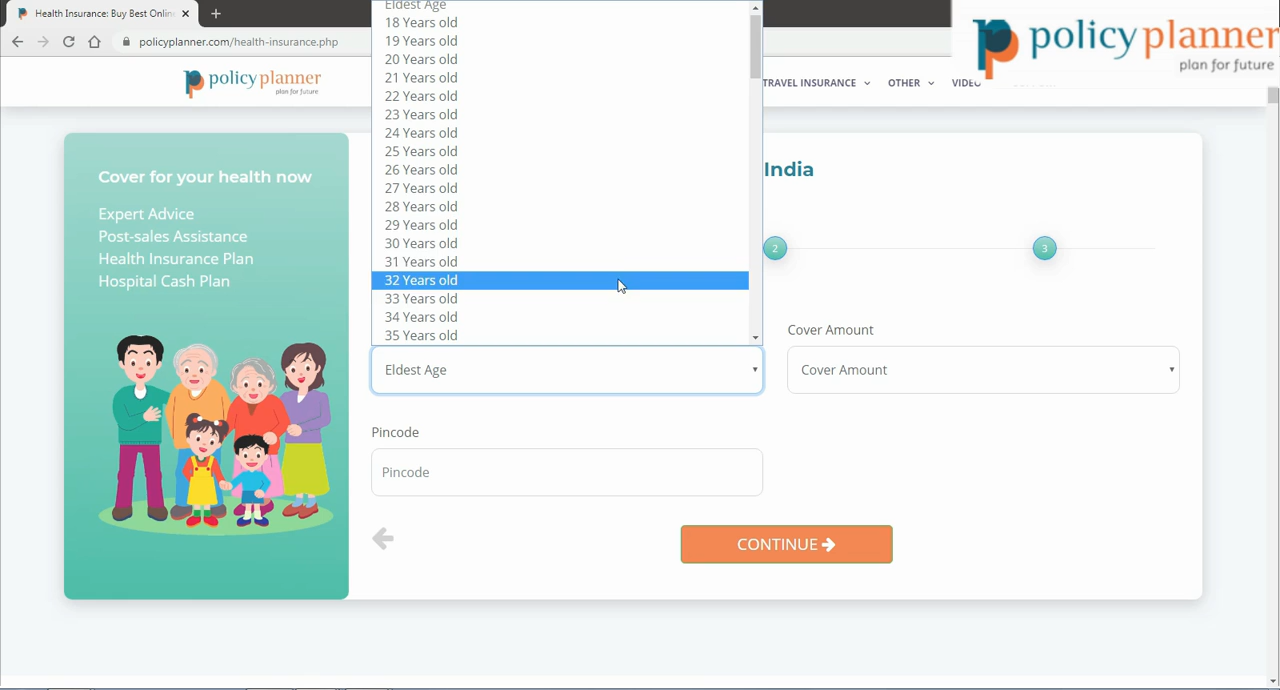 Health Insurance: Buy Best Online
policyplanner.com/health-insurance.php
policyplanner
plan for future
policyplanner
plan for future
TRAVEL INSURANCE
OTHER
VIDEO
Cover for your health now
Expert Advice
Post-sales Assistance
Health Insurance Plan
Hospital Cash Plan
India
2
3
Eldest Age
18 Years old
19 Years old
20 Years old
21 Years old
22 Years old
23 Years old
24 Years old
25 Years old
26 Years old
27 Years old
28 Years old
29 Years old
30 Years old
31 Years old
32 Years old
33 Years old
34 Years old
35 Years old
Eldest Age
Cover Amount
Cover Amount
Pincode
Pincode
CONTINUE